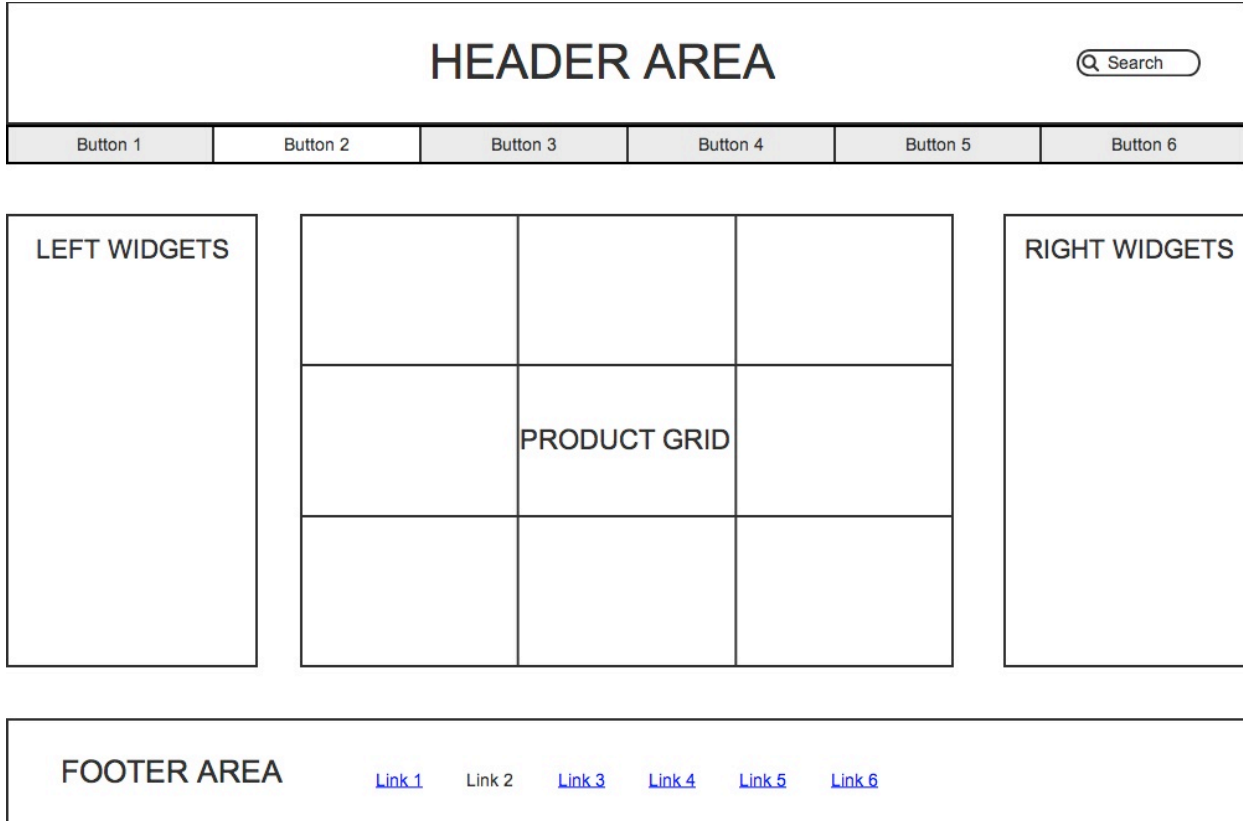 HEADER AREA
Search
Button 1 Button 2 Button 3 Button 4 Button 5 Button 6
LEFT WIDGETS
RIGHT WIDGETS
PRODUCT GRID
FOOTER AREA
Link 1 Link 2 Link 3 Link 4 Link 5 Link 6